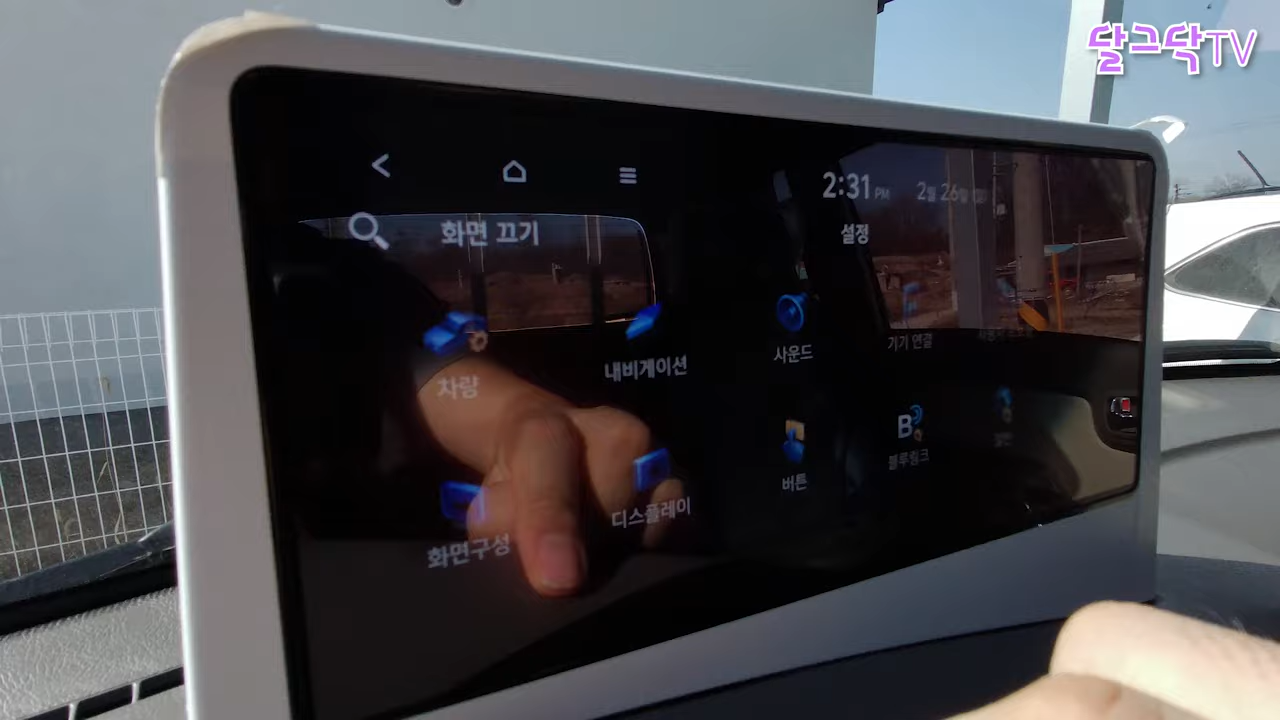 달그닥TV
2:31 PM 2월 26일
화면 끄기
설정
차량
내비게이션
사운드
기기 연결
화면구성
디스플레이
버튼
블루링크